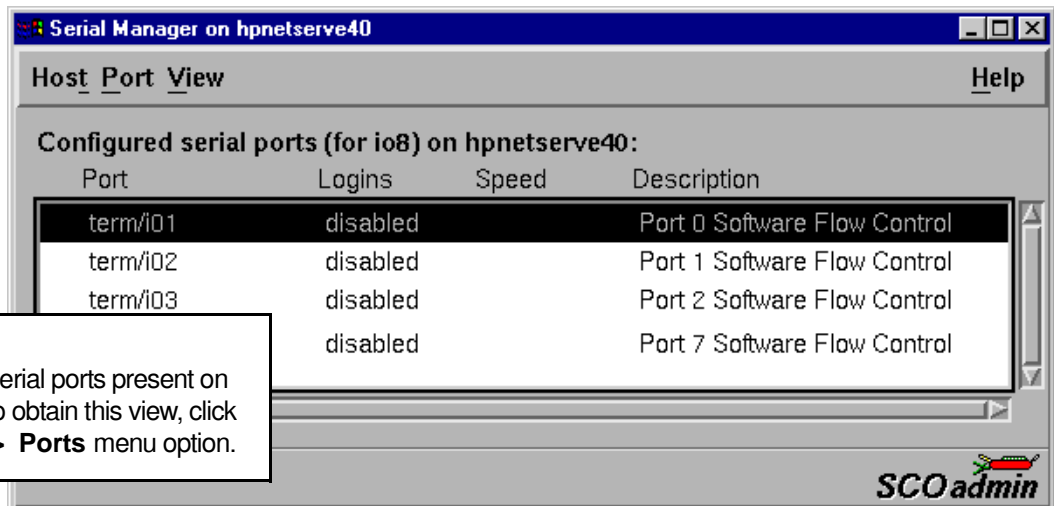 Serial Manager on hpnetserve40
Host Port View Help
Configured serial ports (for io8) on hpnetserve40:
Port Logins Speed Description
term/i01 disabled Port 0 Software Flow Control
term/i02 disabled Port 1 Software Flow Control
term/i03 disabled Port 2 Software Flow Control
disabled Port 7 Software Flow Control
serial ports present on
obtain this view, click
> Ports menu option.
SCOadmin